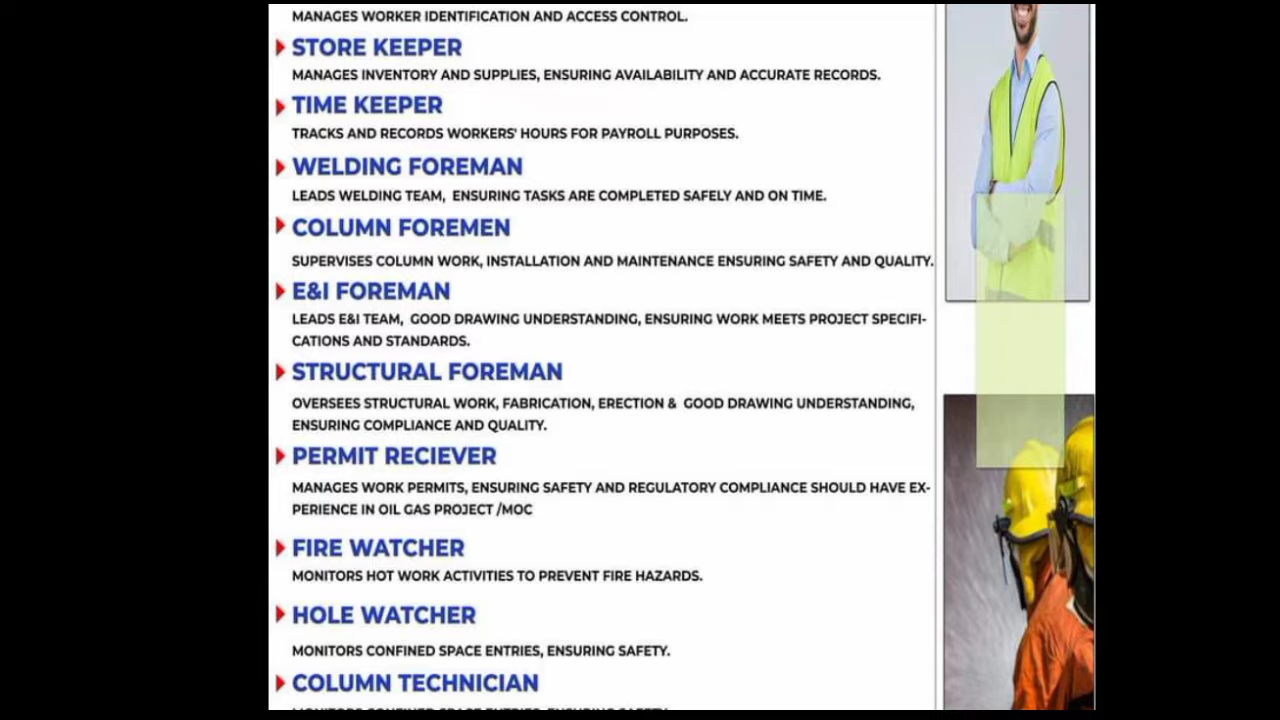 MANAGES WORKER IDENTIFICATION AND ACCESS CONTROL.
STORE KEEPER
MANAGES INVENTORY AND SUPPLIES, ENSURING AVAILABILITY AND ACCURATE RECORDS.
TIME KEEPER
TRACKS AND RECORDS WORKERS' HOURS FOR PAYROLL PURPOSES.
WELDING FOREMAN
LEADS WELDING TEAM, ENSURING TASKS ARE COMPLETED SAFELY AND ON TIME.
COLUMN FOREMEN
SUPERVISES COLUMN WORK, INSTALLATION AND MAINTENANCE ENSURING SAFETY AND QUALITY.
E&I FOREMAN
LEADS E&I TEAM, GOOD DRAWING UNDERSTANDING, ENSURING WORK MEETS PROJECT SPECIFI-
CATIONS AND STANDARDS.
STRUCTURAL FOREMAN
OVERSEES STRUCTURAL WORK, FABRICATION, ERECTION & GOOD DRAWING UNDERSTANDING,
ENSURING COMPLIANCE AND QUALITY.
PERMIT RECIEVER
MANAGES WORK PERMITS, ENSURING SAFETY AND REGULATORY COMPLIANCE SHOULD HAVE EX-
PERIENCE IN OIL GAS PROJECT /MOC
FIRE WATCHER
MONITORS HOT WORK ACTIVITIES TO PREVENT FIRE HAZARDS.
HOLE WATCHER
MONITORS CONFINED SPACE ENTRIES, ENSURING SAFETY.
COLUMN TECHNICIAN